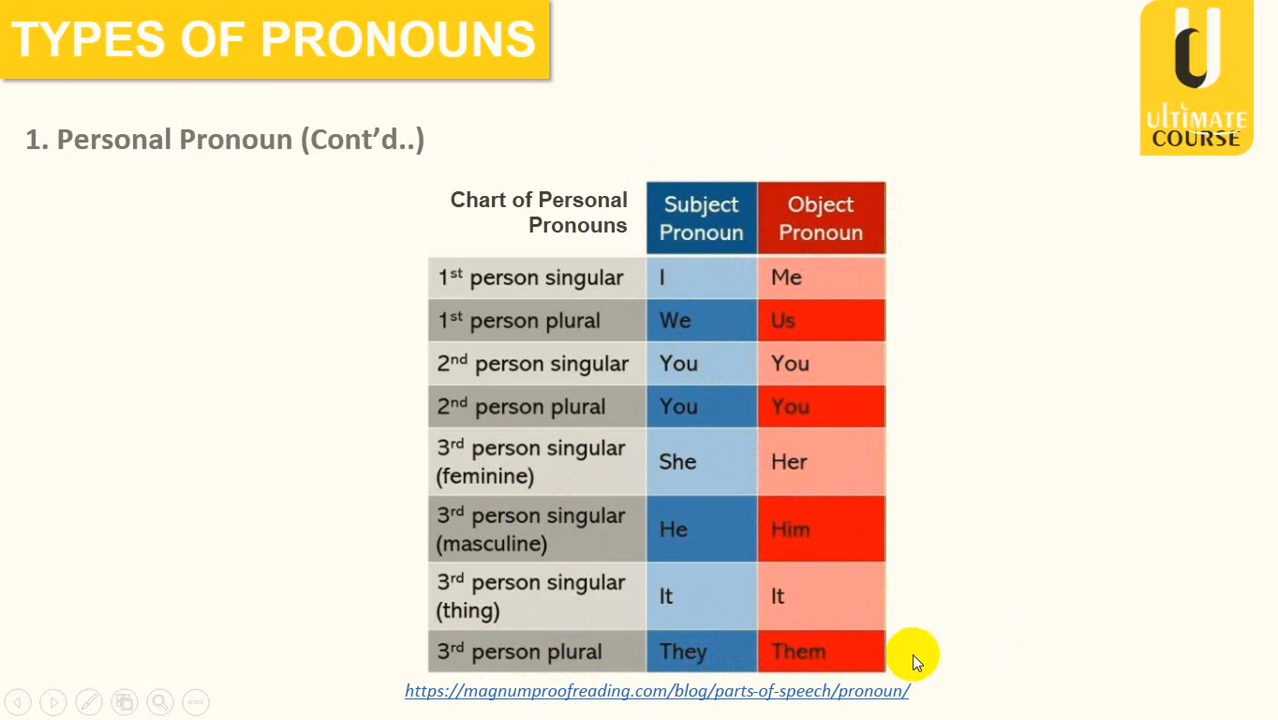 TYPES OF PRONOUNS
ULTIMATE
COURSE
1. Personal Pronoun (Cont’d..)
Chart of Personal
Pronouns
Subject
Pronoun
Object
Pronoun
1st person singular I Me
1st person plural We Us
2nd person singular You You
2nd person plural You You
3rd person singular
(feminine) She Her
3rd person singular
(masculine) He Him
3rd person singular
(thing) It It
3rd person plural They Them
https://magnumproofreading.com/blog/parts-of-speech/pronoun/